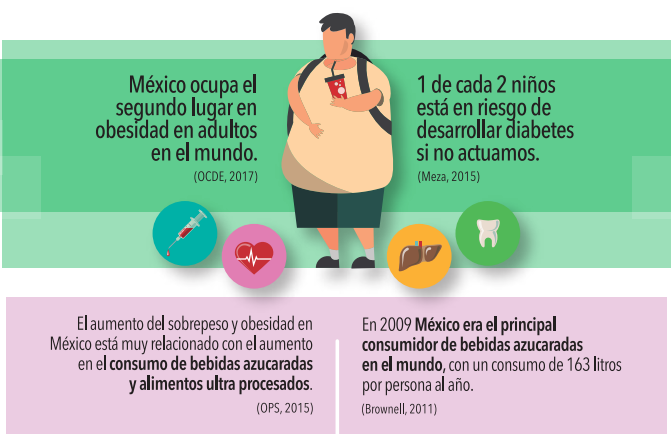 México ocupa el
segundo lugar en
obesidad en adultos
en el mundo.
(OCDE, 2017)
1 de cada 2 niños
está en riesgo de
desarrollar diabetes
si no actuamos.
(Meza, 2015)
El aumento del sobrepeso y obesidad en
México está muy relacionado con el aumento
en el consumo de bebidas azucaradas
y alimentos ultra procesados.
(OPS, 2015)
En 2009 México era el principal
consumidor de bebidas azucaradas
en el mundo, con un consumo de 163 litros
por persona al año.
(Brownell, 2011)